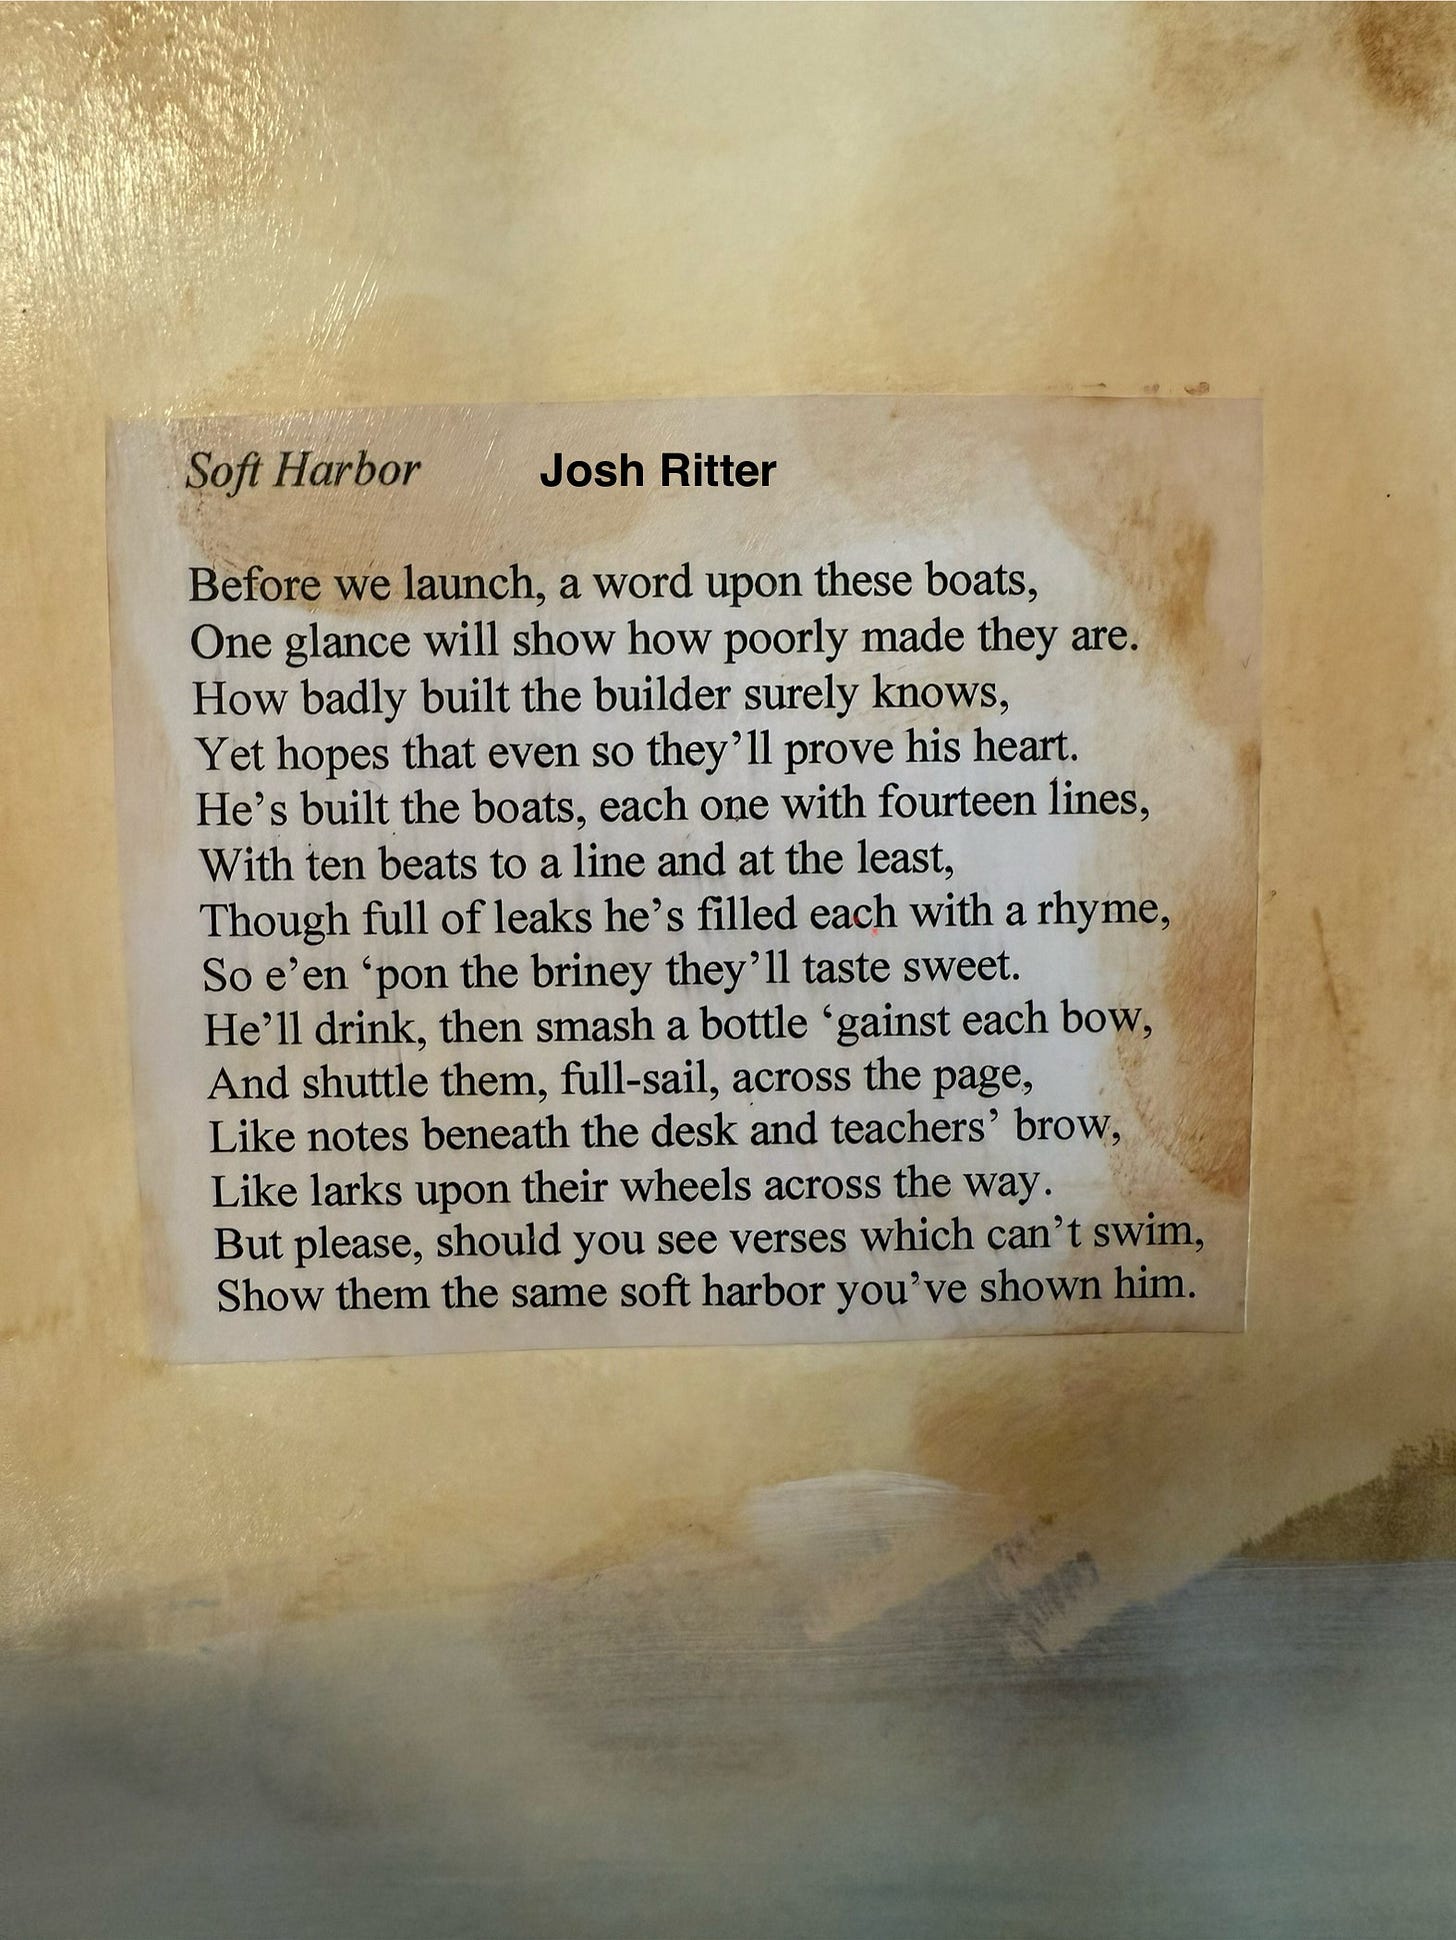 Soft Harbor Josh Ritter
Before we launch, a word upon these boats,
One glance will show how poorly made they are.
How badly built the builder surely knows,
Yet hopes that even so they’ll prove his heart.
He’s built the boats, each one with fourteen lines,
With ten beats to a line and at the least,
Though full of leaks he’s filled each with a rhyme,
So e’en ‘pon the briney they’ll taste sweet.
He’ll drink, then smash a bottle ‘gainst each bow,
And shuttle them, full-sail, across the page,
Like notes beneath the desk and teachers’ brow,
Like larks upon their wheels across the way.
But please, should you see verses which can’t swim,
Show them the same soft harbor you’ve shown him.